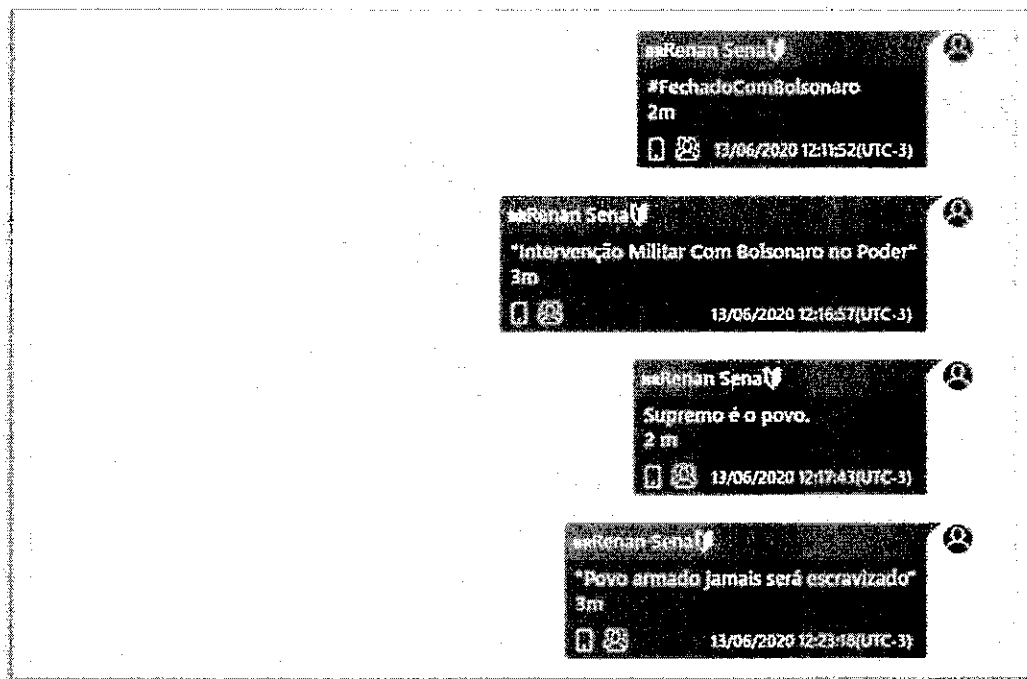 Renan Sena
#FechadoComBolsonaro
2m
13/06/2020 12:11:52(UTC-3)
Renan Sena
"Intervenção Militar Com Bolsonaro no Poder"
3m
13/06/2020 12:16:57(UTC-3)
Renan Sena
Supremo é o povo.
2 m
13/06/2020 12:17:43(UTC-3)
Renan Sena
"Povo armado jamais será escravizado"
3m
13/06/2020 12:23:18(UTC-3)